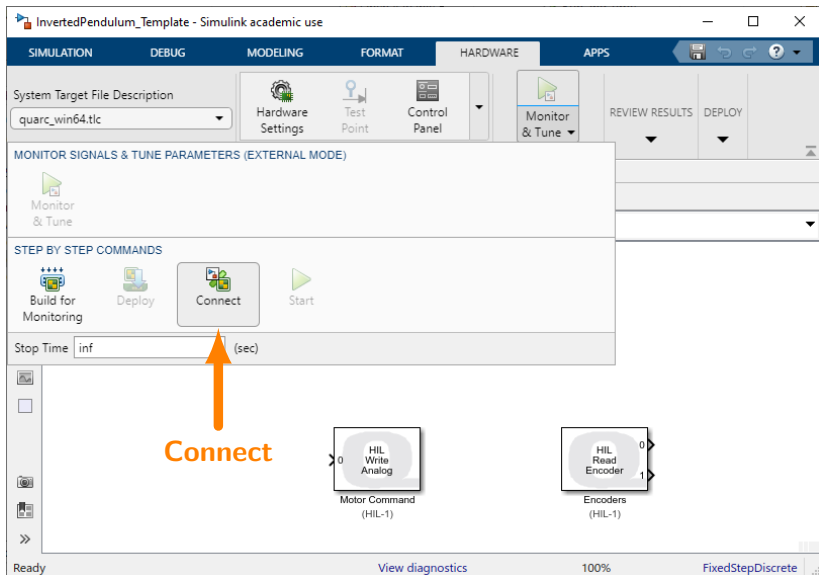 InvertedPendulum_Template - Simulink academic use
SIMULATION DEBUG MODELING FORMAT HARDWARE APPS ?
System Target File Description
quarc_win64.tlc
Hardware
Settings
Test
Point
Control
Panel
Monitor
& Tune
REVIEW RESULTS
DEPLOY
MONITOR SIGNALS & TUNE PARAMETERS (EXTERNAL MODE)
Monitor
& Tune
STEP BY STEP COMMANDS
Build for
Monitoring
Deploy
Connect
Start
Stop Time inf (sec)
Connect
0
HIL
Write
Analog
Motor Command
(HIL-1)
HIL
Read
Encoder
0
1
Encoders
(HIL-1)
Ready View diagnostics 100% FixedStepDiscrete